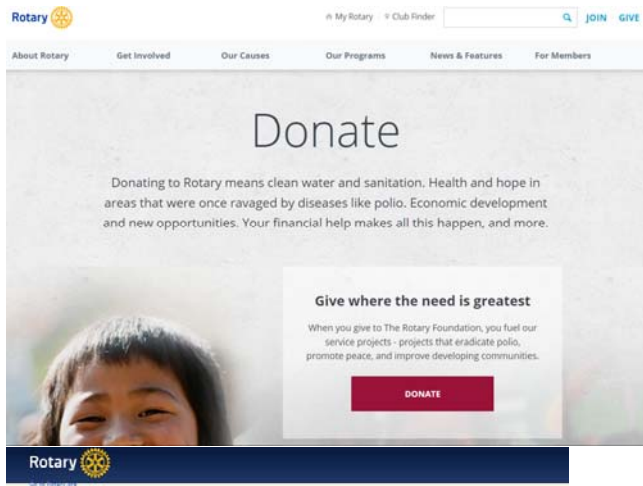 Rotary
My Rotary Club Finder JOIN GIVE
About Rotary Get Involved Our Causes Our Programs News & Features For Members
Donate
Donating to Rotary means clean water and sanitation. Health and hope in
areas that were once ravaged by diseases like polio. Economic development
and new opportunities. Your financial help makes all this happen, and more.
Give where the need is greatest
When you give to The Rotary Foundation, you fuel our
service projects - projects that eradicate polio,
promote peace, and improve developing communities.
DONATE
Rotary